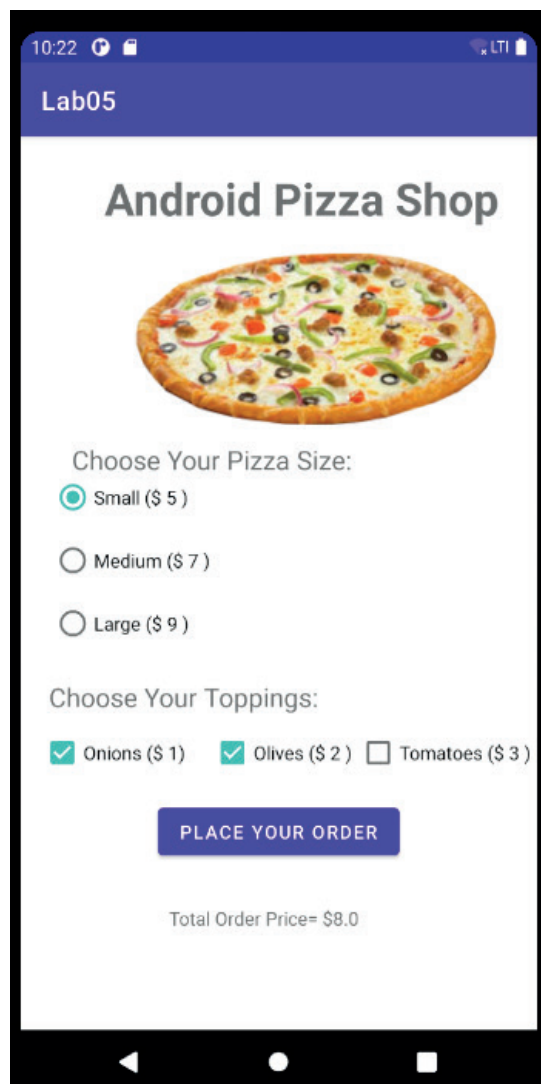 10:22 LTI
Lab05
Android Pizza Shop
Choose Your Pizza Size:
Small ($ 5 )
Medium ($ 7 )
Large ($ 9 )
Choose Your Toppings:
Onions ($ 1) Olives ($ 2 ) Tomatoes ($ 3 )
PLACE YOUR ORDER
Total Order Price= $8.0